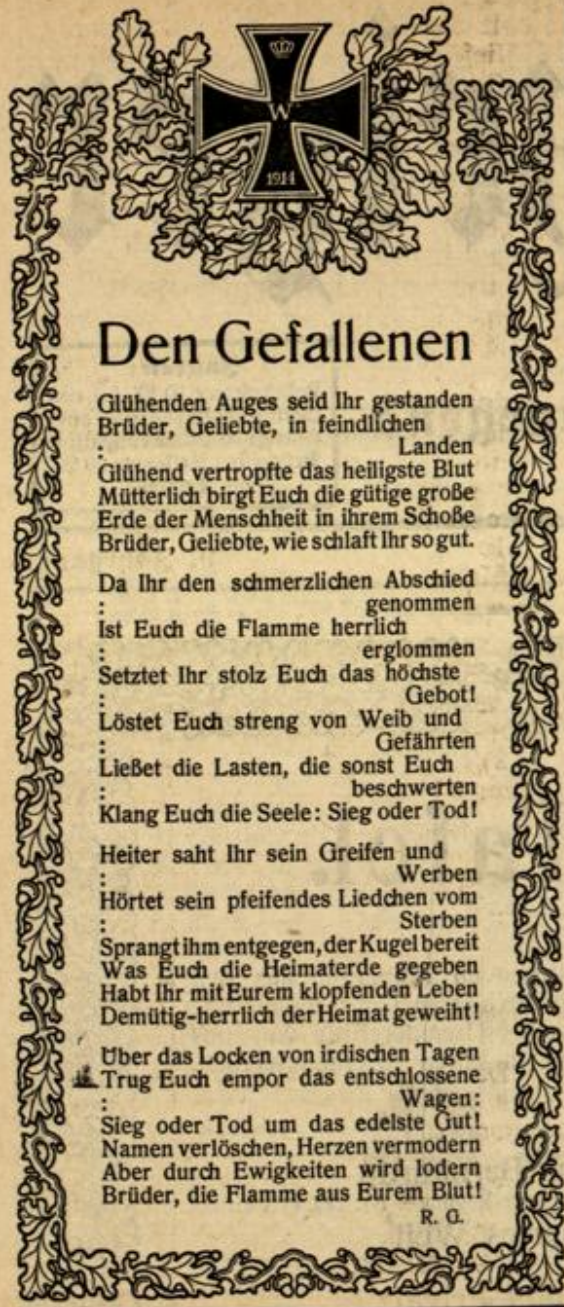 W
1914
Den Gefallenen
Glühenden Auges seid Ihr gestanden
Brüder, Geliebte, in feindlichen
: Landen
Glühend vertropfte das heiligste Blut
Mütterlich birgt Euch die gütige große
Erde der Menschheit in ihrem Schoße
Brüder, Geliebte, wie schlaft Ihr so gut.
Da Ihr den schmerzlichen Abschied
: genommen
Ist Euch die Flamme herrlich
: erglommen
Setztet Ihr stolz Euch das höchste
: Gebot!
Löstet Euch streng von Weib und
: Gefährten
Ließet die Lasten, die sonst Euch
: beschwerten
Klang Euch die Seele: Sieg oder Tod!
Heiter saht Ihr sein Greifen und
: Werben
Hörtet sein pfeifendes Liedchen vom
: Sterben
Sprangt ihm entgegen, der Kugel bereit
Was Euch die Heimaterde gegeben
Habt Ihr mit Eurem klopfenden Leben
Demütig-herrlich der Heimat geweiht!
Über das Locken von irdischen Tagen
Trug Euch empor das entschlossene
: Wagen:
Sieg oder Tod um das edelste Gut!
Namen verlöschen, Herzen vermodern
Aber durch Ewigkeiten wird lodern
Brüder, die Flamme aus Eurem Blut!
R. G.